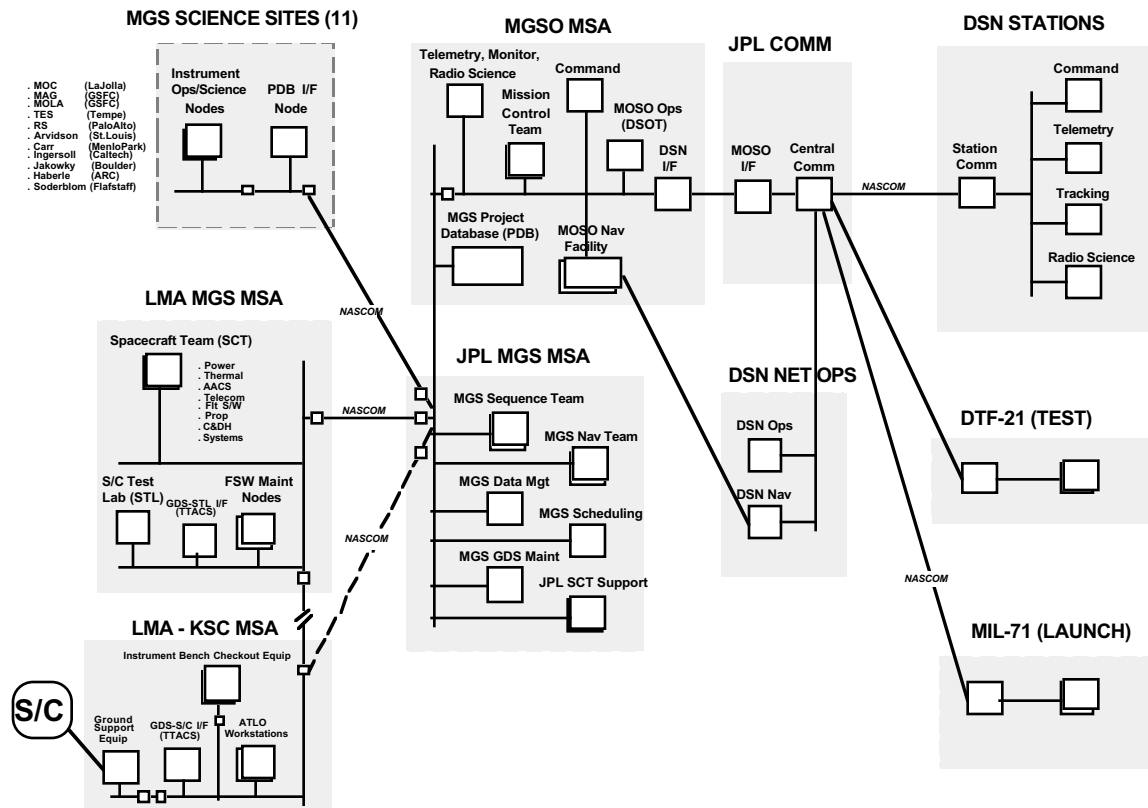 MGS SCIENCE SITES (11)
. MOC (LaJolla)
. MAG (GSFC)
. MOLA (GSFC)
. TES (Tempe)
. RS (PaloAlto)
. Arvidson (St.Louis)
. Carr (MenloPark)
. Ingersoll (Caltech)
. Jakowky (Boulder)
. Haberle (ARC)
. Soderblom (Flafstaff)
Instrument
Ops/Science
Nodes
PDB I/F
Node
MGSO MSA
Telemetry, Monitor,
Radio Science
Mission
Control
Team
Command
MOSO Ops
(DSOT)
DSN
I/F
MGS Project
Database (PDB)
MOSO Nav
Facility
JPL COMM
MOSO
I/F
Central
Comm
NASCOM
DSN STATIONS
Station
Comm
Command
Telemetry
Tracking
Radio Science
NASCOM
LMA MGS MSA
Spacecraft Team (SCT)
. Power
. Thermal
. AACS
. Telecom
. Flt S/W
. Prop
. C&DH
. Systems
S/C Test
Lab (STL)
GDS-STL I/F
(TTACS)
FSW Maint
Nodes
NASCOM
NASCOM
JPL MGS MSA
MGS Sequence Team
MGS Nav Team
MGS Data Mgt
MGS Scheduling
MGS GDS Maint
JPL SCT Support
DSN NET OPS
DSN Ops
DSN Nav
DTF-21 (TEST)
NASCOM
MIL-71 (LAUNCH)
LMA - KSC MSA
Instrument Bench Checkout Equip
S/C
Ground
Support
Equip
GDS-S/C I/F
(TTACS)
ATLO
Workstations